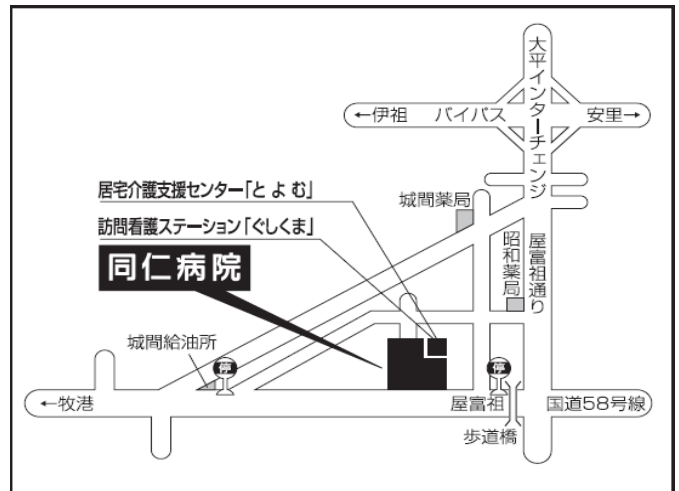 大平インターチェンジ
←伊祖 バイパス 安里→
居宅介護支援センター「とよむ」
城間薬局
訪問看護ステーション「ぐしくま」
同仁病院
昭和薬局
屋富祖通り
城間給油所
停
停
←牧港
屋富祖
国道58号線
歩道橋